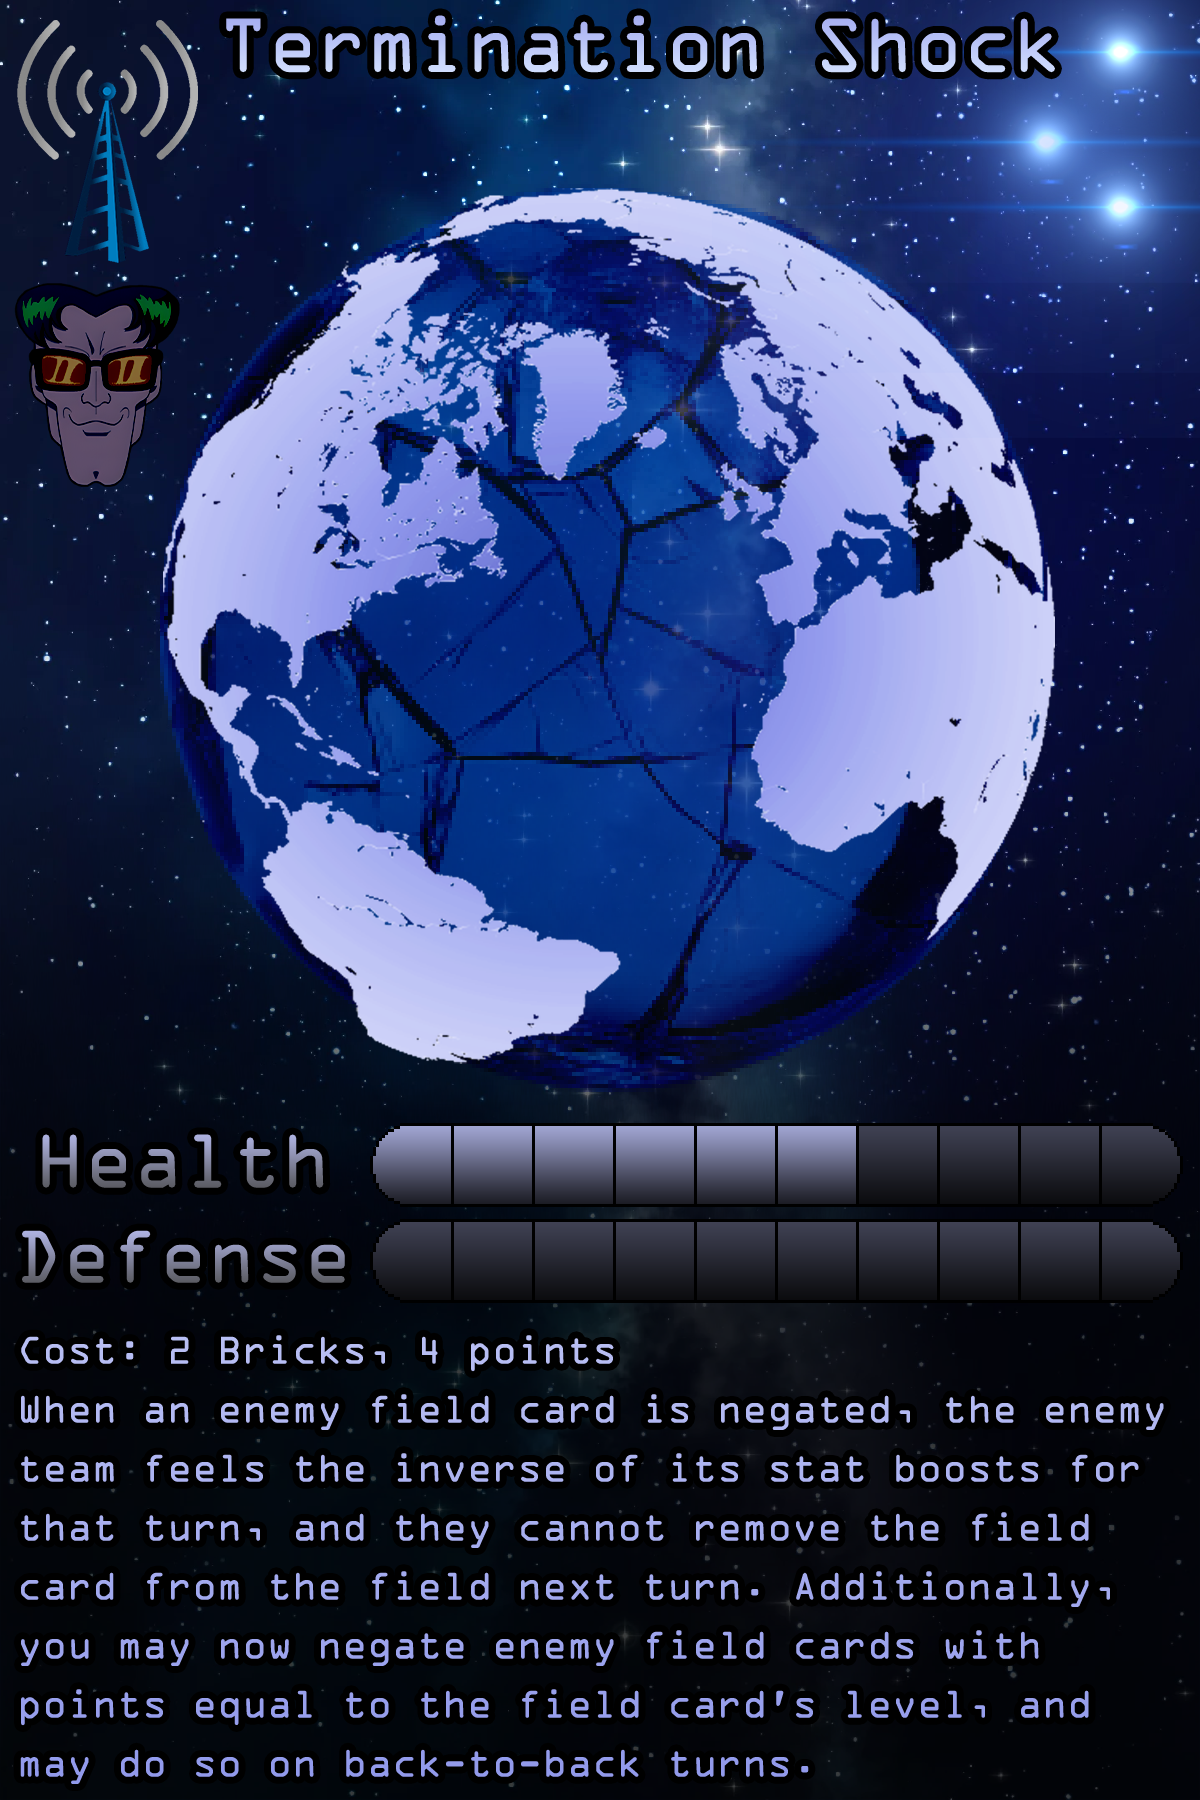 Termination Shock
Health
Defense
Cost: 2 Bricks, 4 points
When an enemy field card is negated, the enemy
team feels the inverse of its stat boosts for
that turn, and they cannot remove the field
card from the field next turn. Additionally,
you may now negate enemy field cards with
points equal to the field card's level, and
may do so on back-to-back turns.